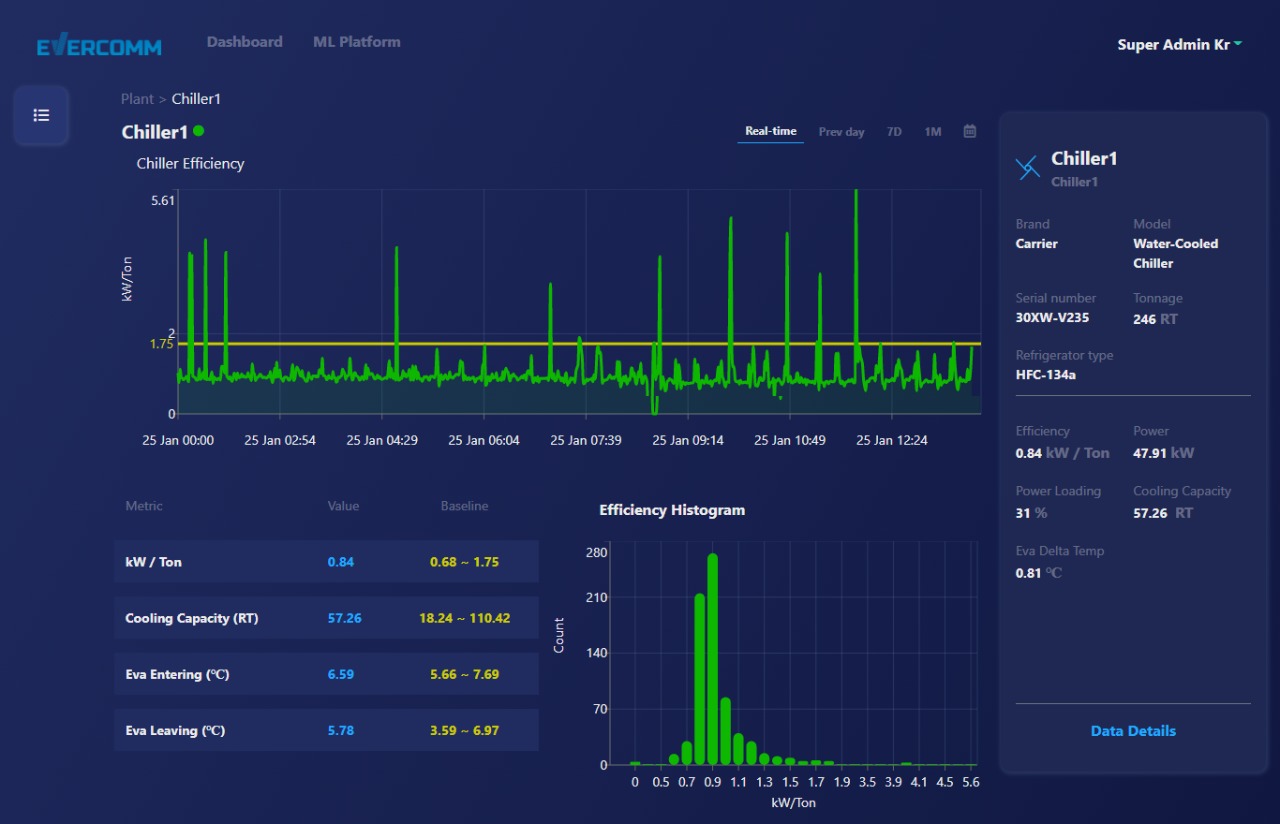 EVERCOMM
Dashboard ML Platform
Super Admin Kr
Plant > Chiller1
Chiller1
Real-time Prev day 7D 1M
Chiller Efficiency
5.61
kW/Ton
2
1.75
0
25 Jan 00:00 25 Jan 02:54 25 Jan 04:29 25 Jan 06:04 25 Jan 07:39 25 Jan 09:14 25 Jan 10:49 25 Jan 12:24
Metric Value Baseline
kW / Ton 0.84 0.68 ~ 1.75
Cooling Capacity (RT) 57.26 18.24 ~ 110.42
Eva Entering (℃) 6.59 5.66 ~ 7.69
Eva Leaving (℃) 5.78 3.59 ~ 6.97
Efficiency Histogram
280
210
Count
140
70
0
0 0.5 0.7 0.9 1.1 1.3 1.5 1.7 1.9 3.5 3.9 4.1 4.5 5.6
kW/Ton
Chiller1
Chiller1
Brand Model
Carrier Water-Cooled
Chiller
Serial number Tonnage
30XW-V235 246 RT
Refrigerator type
HFC-134a
Efficiency Power
0.84 kW / Ton 47.91 kW
Power Loading Cooling Capacity
31 % 57.26 RT
Eva Delta Temp
0.81 ℃
Data Details